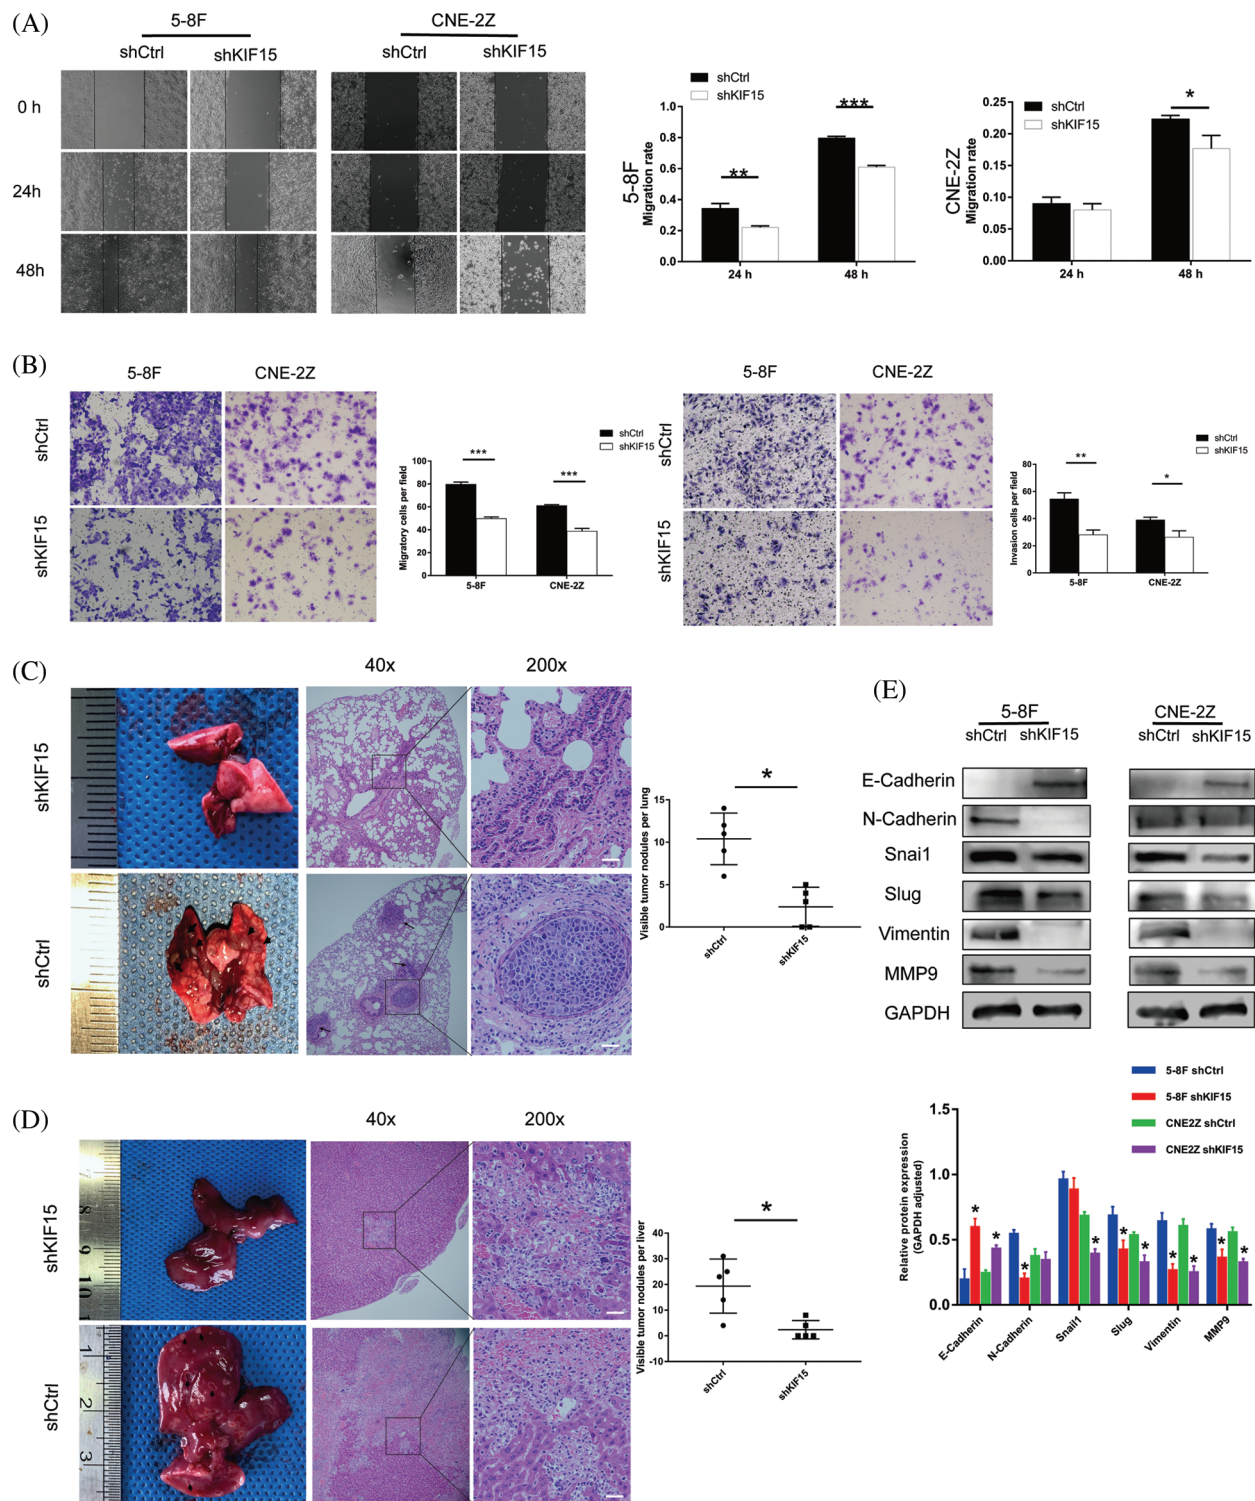 (A)
5-8F
CNE-2Z
shCtrl
shKIF15
shCtrl
shKIF15
0 h
24h
48h
shCtrl
shKIF15
5-8F
Migration rate
1.0
0.8
0.6
0.4
0.2
0.0
**
***
24 h
48 h
shCtrl
shKIF15
CNE-2Z
Migration rate
0.25
0.20
0.15
0.10
0.05
0.00
*
24 h
48 h
(B)
5-8F
CNE-2Z
shCtrl
shKIF15
shCtrl
shKIF15
Migratory cells per field
100
80
60
40
20
0
***
***
5-8F
CNE-2Z
5-8F
CNE-2Z
shCtrl
shKIF15
shCtrl
shKIF15
Invasion cells per field
80
60
40
20
0
**
*
5-8F
CNE-2Z
(C)
40x
200x
shKIF15
shCtrl
Visible tumor nodules per lung
15
10
5
0
*
shCtrl
shKIF15
(D)
40x
200x
shKIF15
8
9
10
shCtrl
1
2
3
Visible tumor nodules per liver
40
30
20
10
0
-10
*
shCtrl
shKIF15
(E)
5-8F
CNE-2Z
shCtrl
shKIF15
shCtrl
shKIF15
E-Cadherin
N-Cadherin
Snai1
Slug
Vimentin
MMP9
GAPDH
5-8F shCtrl
5-8F shKIF15
CNE2Z shCtrl
CNE2Z shKIF15
Relative protein expression
(GAPDH adjusted)
1.5
1.0
0.5
0.0
*
*
*
*
*
*
*
*
*
*
E-Cadherin
N-Cadherin
Snail1
Slug
Vimentin
MMP9